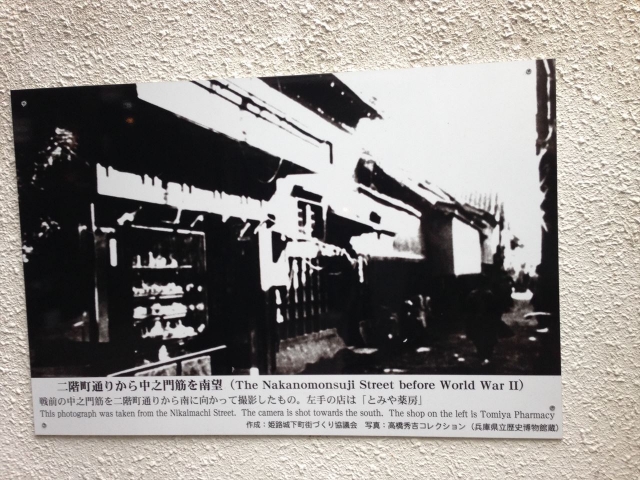 二階町通りから中之門筋を南望（The Nakanomonsuji Street before World War II）
戦前の中之門筋を二階町通りから南に向かって撮影したもの。左手の店は「とみや薬房」
This photograph was taken from the Nikaimachi Street. The camera is shot towards the south. The shop on the left is Tomiya Pharmacy
作成：姫路城下町街づくり協議会　写真：高橋秀吉コレクション（兵庫県立歴史博物館蔵）